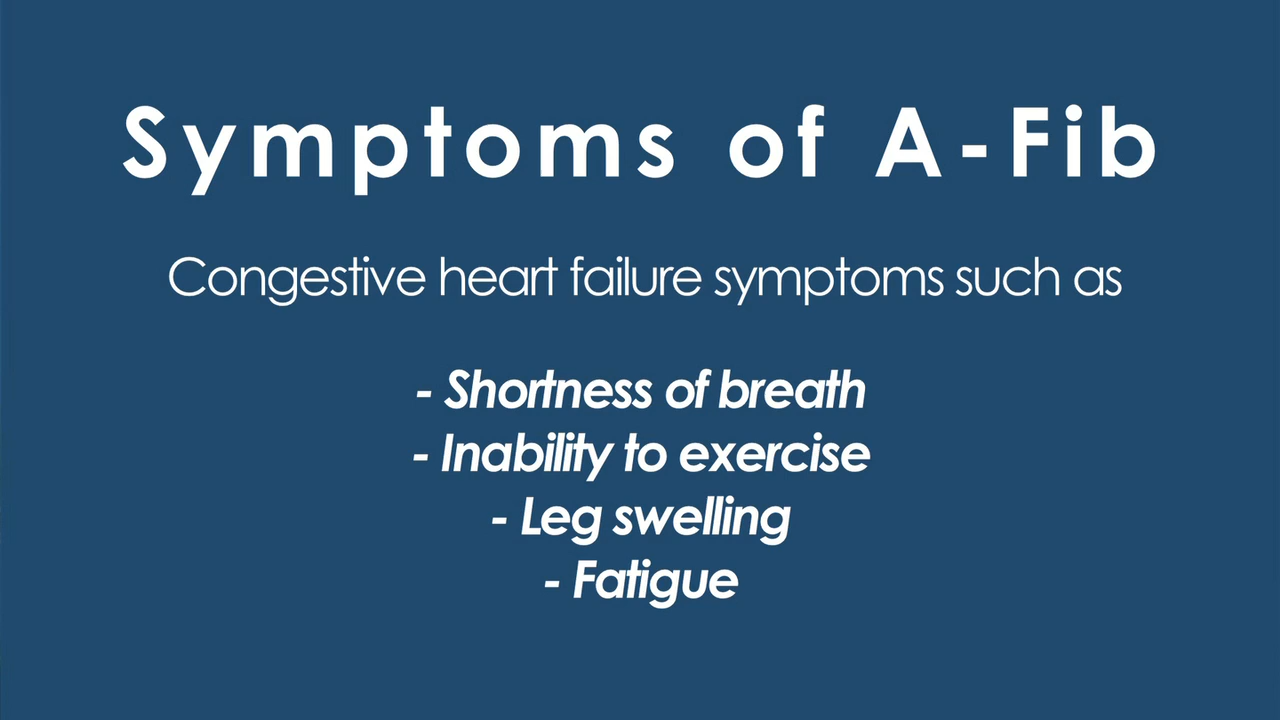 Symptoms of A-Fib
Congestive heart failure symptoms such as
- Shortness of breath
- Inability to exercise
- Leg swelling
- Fatigue